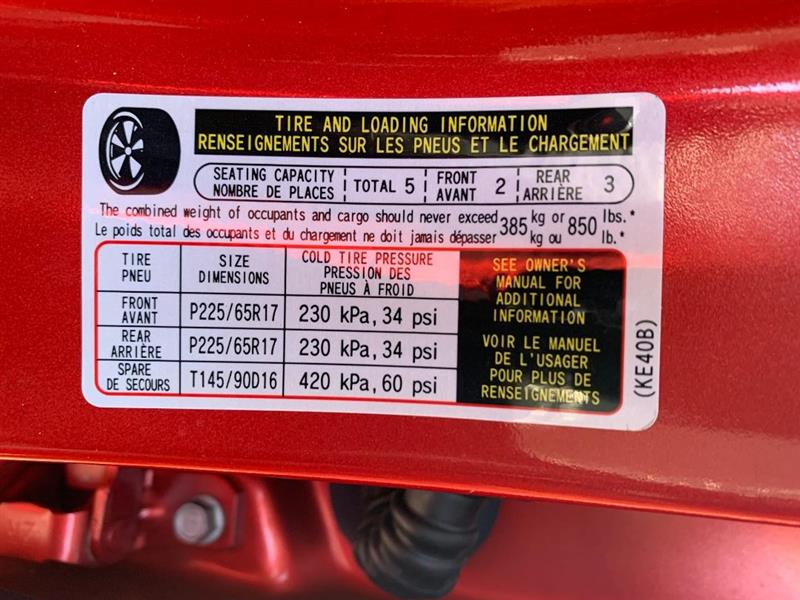 TIRE AND LOADING INFORMATION
RENSEIGNEMENTS SUR LES PNEUS ET LE CHARGEMENT
SEATING CAPACITY
NOMBRE DE PLACES
TOTAL 5
FRONT
AVANT
2
REAR
ARRIÈRE
3
The combined weight of occupants and cargo should never exceed 385 kg or 850 lbs.*
Le poids total des occupants et du chargement ne doit jamais dépasser kg ou lb.*
TIRE
PNEU
SIZE
DIMENSIONS
COLD TIRE PRESSURE
PRESSION DES
PNEUS À FROID
FRONT
AVANT
P225/65R17
230 kPa, 34 psi
REAR
ARRIÈRE
P225/65R17
230 kPa, 34 psi
SPARE
DE SECOURS
T145/90D16
420 kPa, 60 psi
SEE OWNER'S
MANUAL FOR
ADDITIONAL
INFORMATION
VOIR LE MANUEL
DE L'USAGER
POUR PLUS DE
RENSEIGNEMENTS
(KE40B)